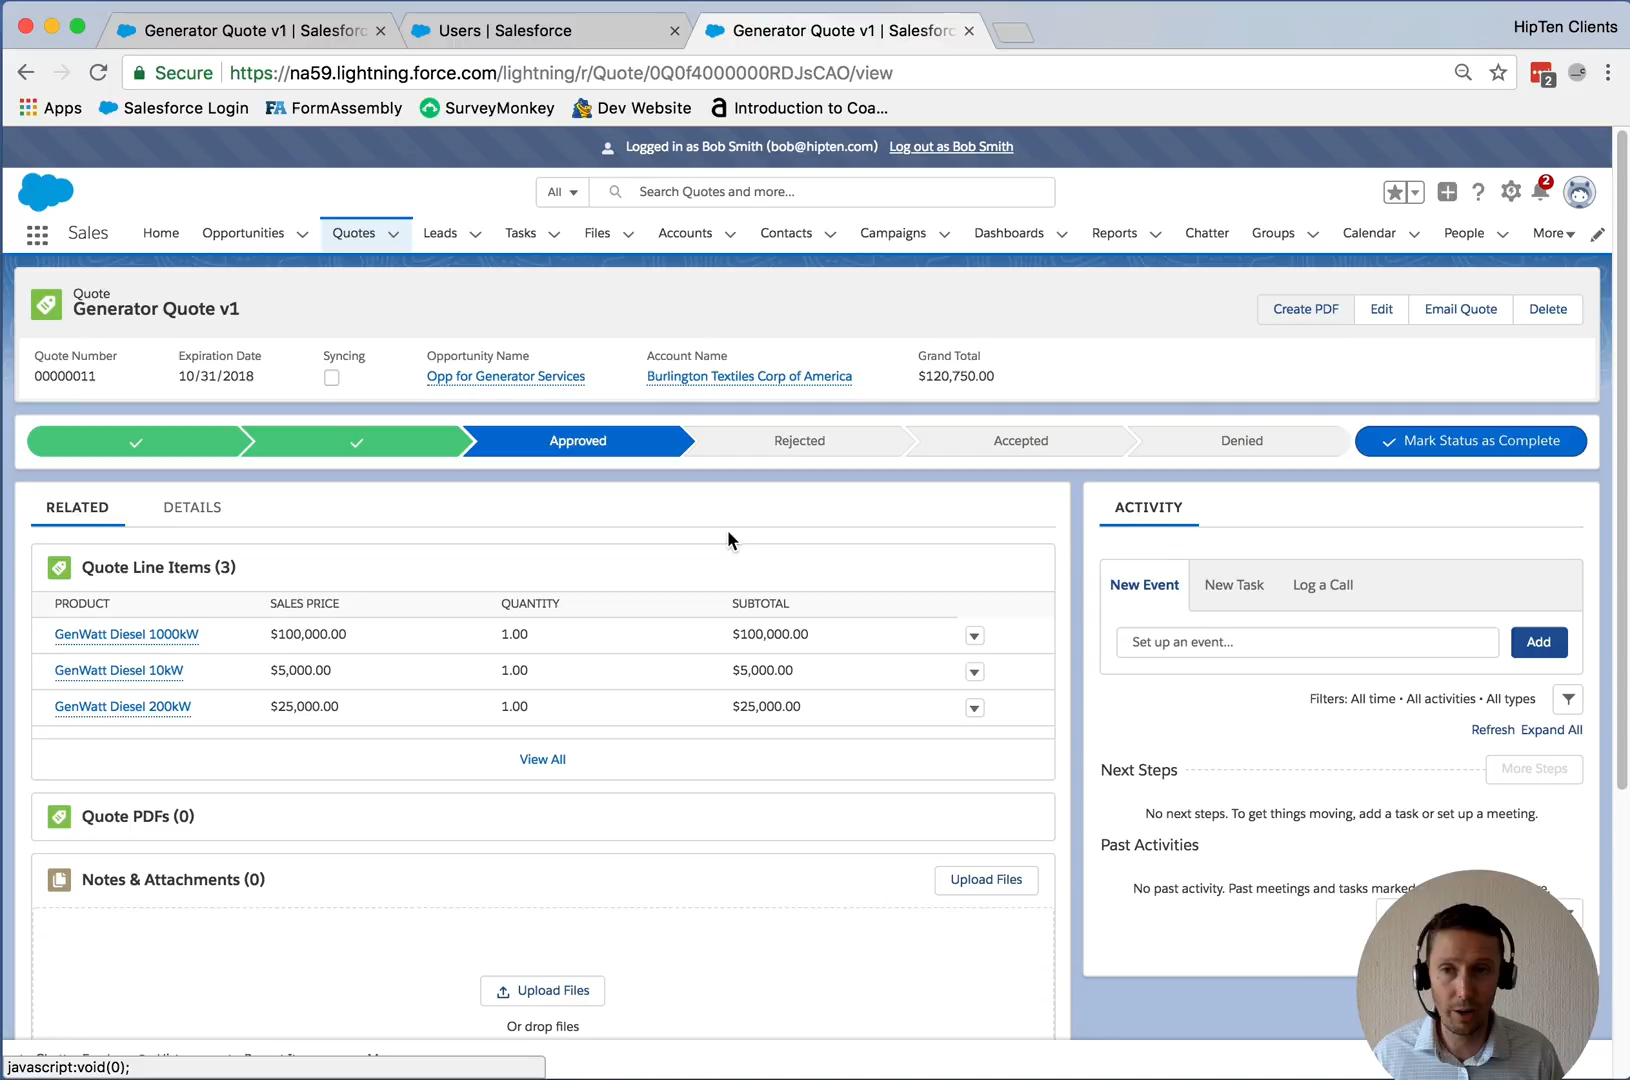 Generator Quote v1 | Salesforc
Users | Salesforce
Generator Quote v1 | Salesforc
HipTen Clients
Secure
https://na59.lightning.force.com/lightning/r/Quote/0Q0f4000000RDJsCAO/view
2
Apps
Salesforce Login
FA FormAssembly
SurveyMonkey
Dev Website
a Introduction to Coa...
Logged in as Bob Smith (bob@hipten.com) Log out as Bob Smith
All
Search Quotes and more...
2
Sales
Home
Opportunities
Quotes
Leads
Tasks
Files
Accounts
Contacts
Campaigns
Dashboards
Reports
Chatter
Groups
Calendar
People
More
Quote
Generator Quote v1
Create PDF
Edit
Email Quote
Delete
Quote Number
Expiration Date
Syncing
Opportunity Name
Account Name
Grand Total
00000011
10/31/2018
Opp for Generator Services
Burlington Textiles Corp of America
$120,750.00
Approved
Rejected
Accepted
Denied
Mark Status as Complete
RELATED
DETAILS
Quote Line Items (3)
PRODUCT
SALES PRICE
QUANTITY
SUBTOTAL
GenWatt Diesel 1000kW
$100,000.00
1.00
$100,000.00
GenWatt Diesel 10kW
$5,000.00
1.00
$5,000.00
GenWatt Diesel 200kW
$25,000.00
1.00
$25,000.00
View All
Quote PDFs (0)
Notes & Attachments (0)
Upload Files
Upload Files
Or drop files
ACTIVITY
New Event
New Task
Log a Call
Set up an event...
Add
Filters: All time • All activities • All types
Refresh Expand All
Next Steps
More Steps
No next steps. To get things moving, add a task or set up a meeting.
Past Activities
No past activity. Past meetings and tasks marked
javascript:void(0);